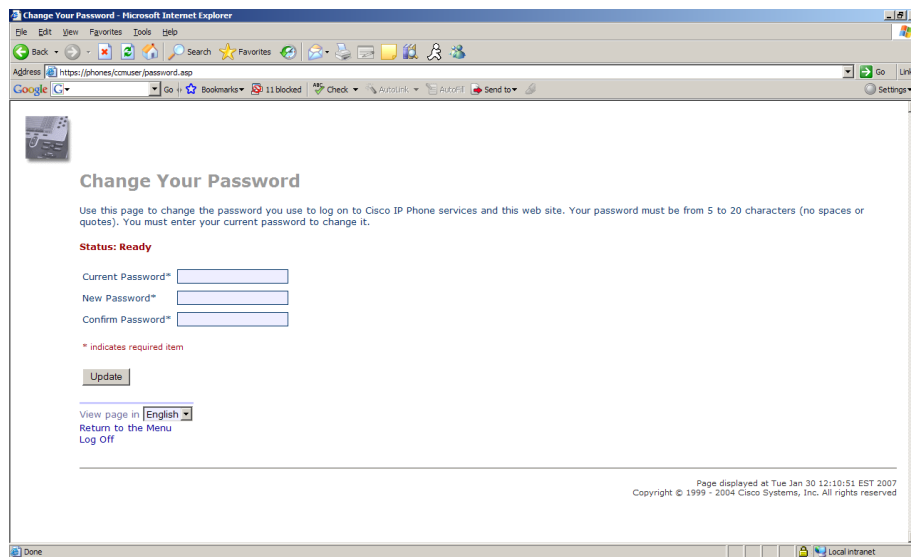 Change Your Password - Microsoft Internet Explorer
File Edit View Favorites Tools Help
Back Search Favorites
Address https://phones/ccmuser/password.asp Go Link
Google G Go Bookmarks 11 blocked ABC Check AutoLink AutoFill Send to Settings
Change Your Password
Use this page to change the password you use to log on to Cisco IP Phone services and this web site. Your password must be from 5 to 20 characters (no spaces or
quotes). You must enter your current password to change it.
Status: Ready
Current Password*
New Password*
Confirm Password*
* indicates required item
Update
View page in English
Return to the Menu
Log Off
Page displayed at Tue Jan 30 12:10:51 EST 2007
Copyright © 1999 - 2004 Cisco Systems, Inc. All rights reserved
Done Local intranet